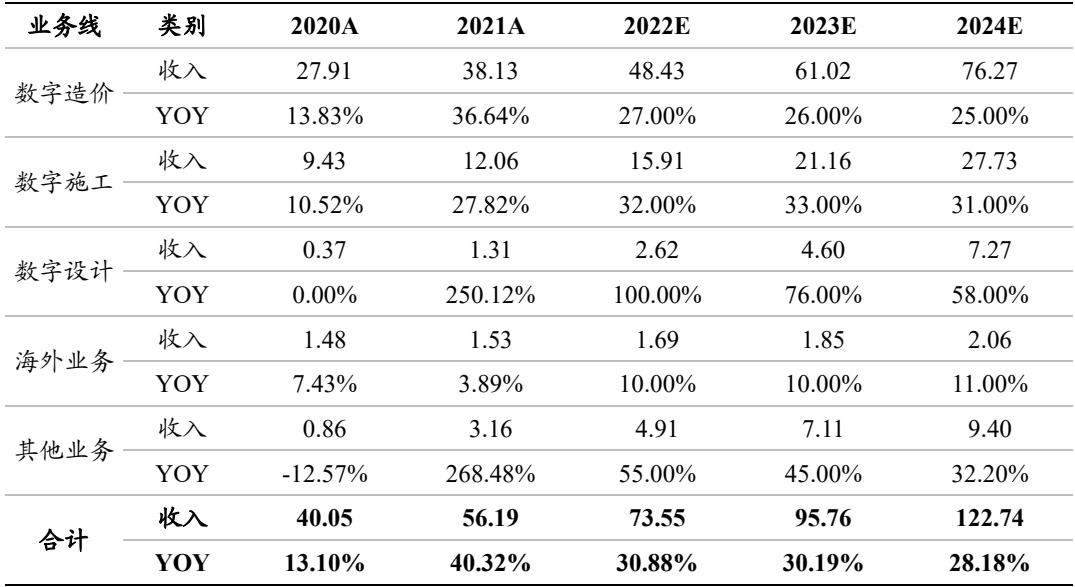 业务线 类别 2020A 2021A 2022E 2023E 2024E
数字造价 收入 27.91 38.13 48.43 61.02 76.27
YOY 13.83% 36.64% 27.00% 26.00% 25.00%
数字施工 收入 9.43 12.06 15.91 21.16 27.73
YOY 10.52% 27.82% 32.00% 33.00% 31.00%
数字设计 收入 0.37 1.31 2.62 4.60 7.27
YOY 0.00% 250.12% 100.00% 76.00% 58.00%
海外业务 收入 1.48 1.53 1.69 1.85 2.06
YOY 7.43% 3.89% 10.00% 10.00% 11.00%
其他业务 收入 0.86 3.16 4.91 7.11 9.40
YOY -12.57% 268.48% 55.00% 45.00% 32.20%
合计 收入 40.05 56.19 73.55 95.76 122.74
YOY 13.10% 40.32% 30.88% 30.19% 28.18%